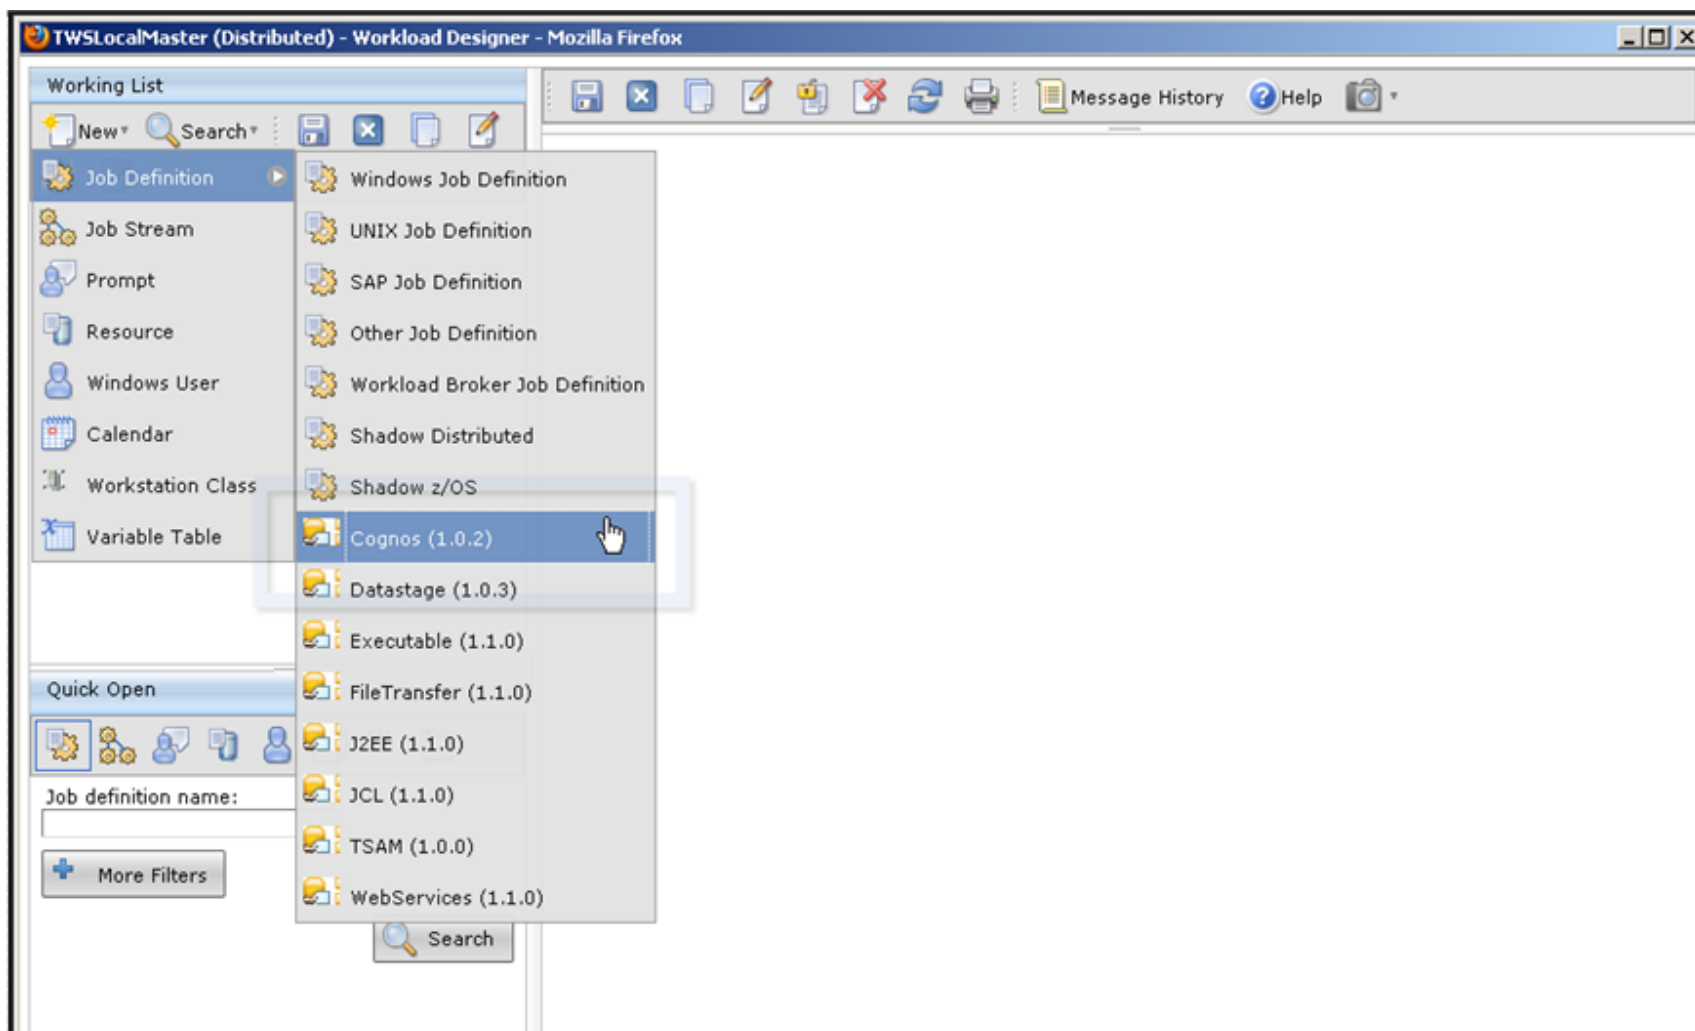 TWSLocalMaster (Distributed) - Workload Designer - Mozilla Firefox
Working List
New
Search
Message History
Help
Job Definition
Job Stream
Prompt
Resource
Windows User
Calendar
Workstation Class
Variable Table
Windows Job Definition
UNIX Job Definition
SAP Job Definition
Other Job Definition
Workload Broker Job Definition
Shadow Distributed
Shadow z/OS
Cognos (1.0.2)
Datastage (1.0.3)
Executable (1.1.0)
FileTransfer (1.1.0)
J2EE (1.1.0)
JCL (1.1.0)
TSAM (1.0.0)
WebServices (1.1.0)
Quick Open
Job definition name:
More Filters
Search